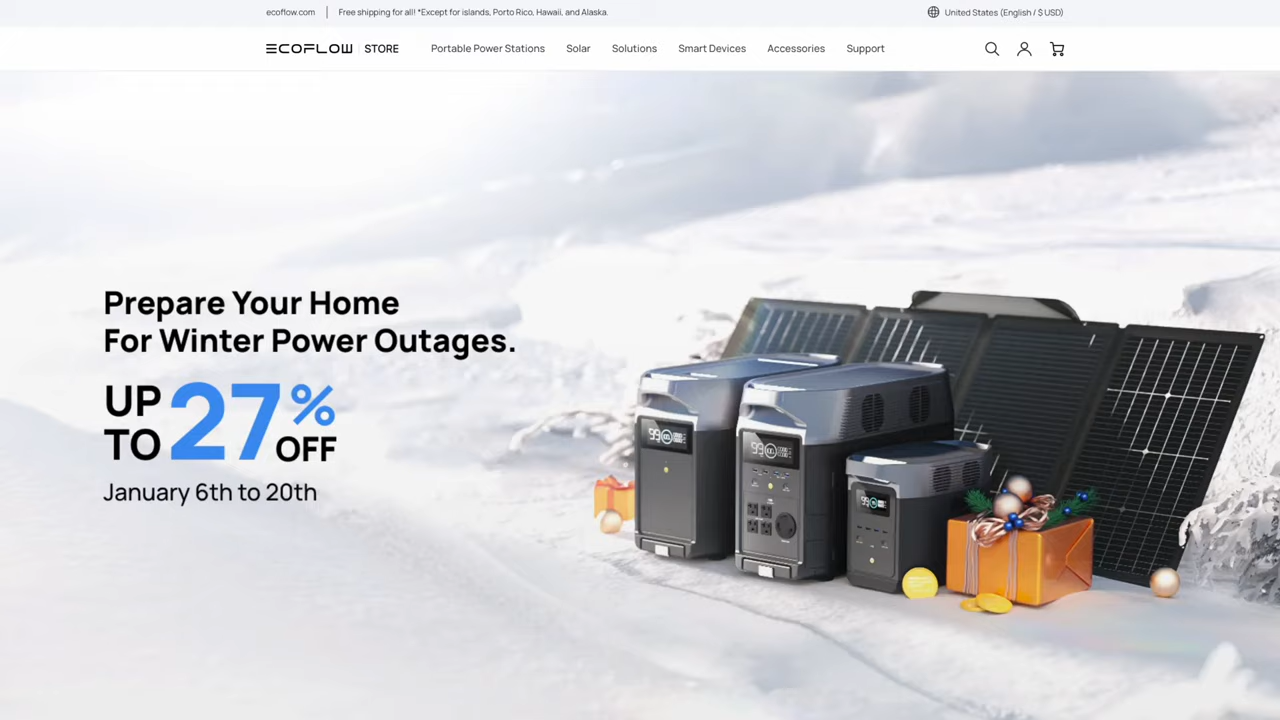 ecoflow.com
Free shipping for all! *Except for islands, Porto Rico, Hawaii, and Alaska.
United States (English / $ USD)
ECOFLOW STORE
Portable Power Stations
Solar
Solutions
Smart Devices
Accessories
Support
Prepare Your Home
For Winter Power Outages.
UP TO 27% OFF
January 6th to 20th